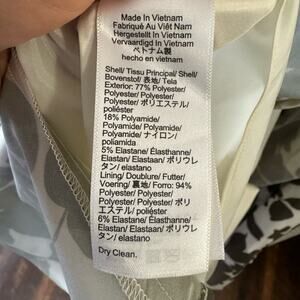 Made In Vietnam
Fabriqué Au Viêt Nam
Hergestellt In Vietnam
Vervaardigd In Vietnam
ベトナム製
hecho en vietnam
Shell/ Tissu Principal/ Shell/
Bovenstof/ 表地/ Tela
Exterior: 77% Polyester/
Polyester/ Polyester/
Polyester/ ポリエステル/
poliéster
18% Polyamide/
Polyamide/ Polyamide/
Polyamide/ ナイロン/
poliamida
5% Elastane/ Élasthanne/
Elastan/ Elastaan/ ポリウレ
タン/ elastano
Lining/ Doublure/ Futter/
Voering/ 裏地/ Forro: 94%
Polyester/ Polyester/
Polyester/ Polyester/ ポリ
エステル/ poliéster
6% Elastane/ Élasthanne/
Elastan/ Elastaan/ ポリウレ
タン/ elastano
Dry Clean.